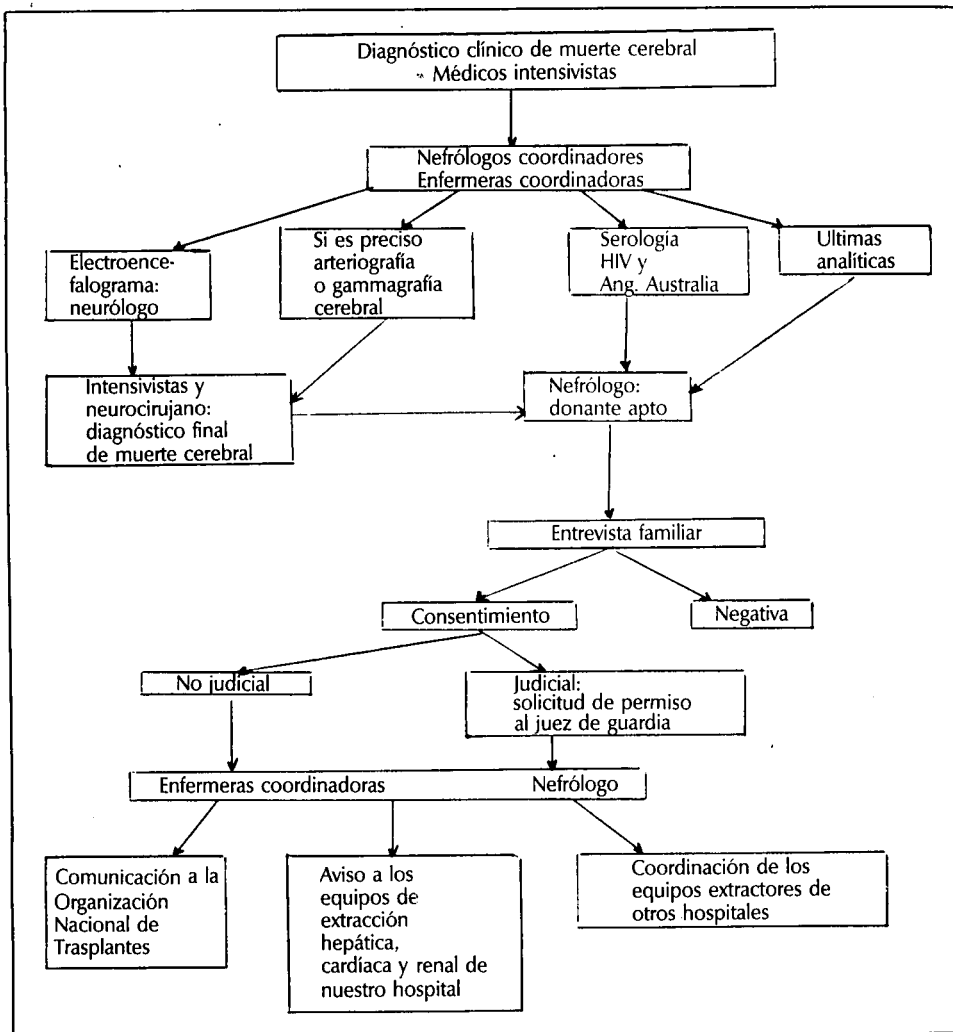 Diagnóstico clínico de muerte cerebral
- Médicos intensivistas
Nefrólogos coordinadores
Enfermeras coordinadoras
Electroence-
falograma:
neurólogo
Si es preciso
arteriografía
o gammagrafía
cerebral
Serología
HIV y
Ang. Australia
Ultimas
analíticas
Intensivistas y
neurocirujano:
diagnóstico final
de muerte cerebral
Nefrólogo:
donante apto
Entrevista familiar
Consentimiento
Negativa
No judicial
Judicial:
solicitud de permiso
al juez de guardia
Enfermeras coordinadoras Nefrólogo
Comunicación a la
Organización
Nacional de
Trasplantes
Aviso a los
equipos de
extracción
hepática,
cardíaca y renal de
nuestro hospital
Coordinación de los
equipos extractores de
otros hospitales